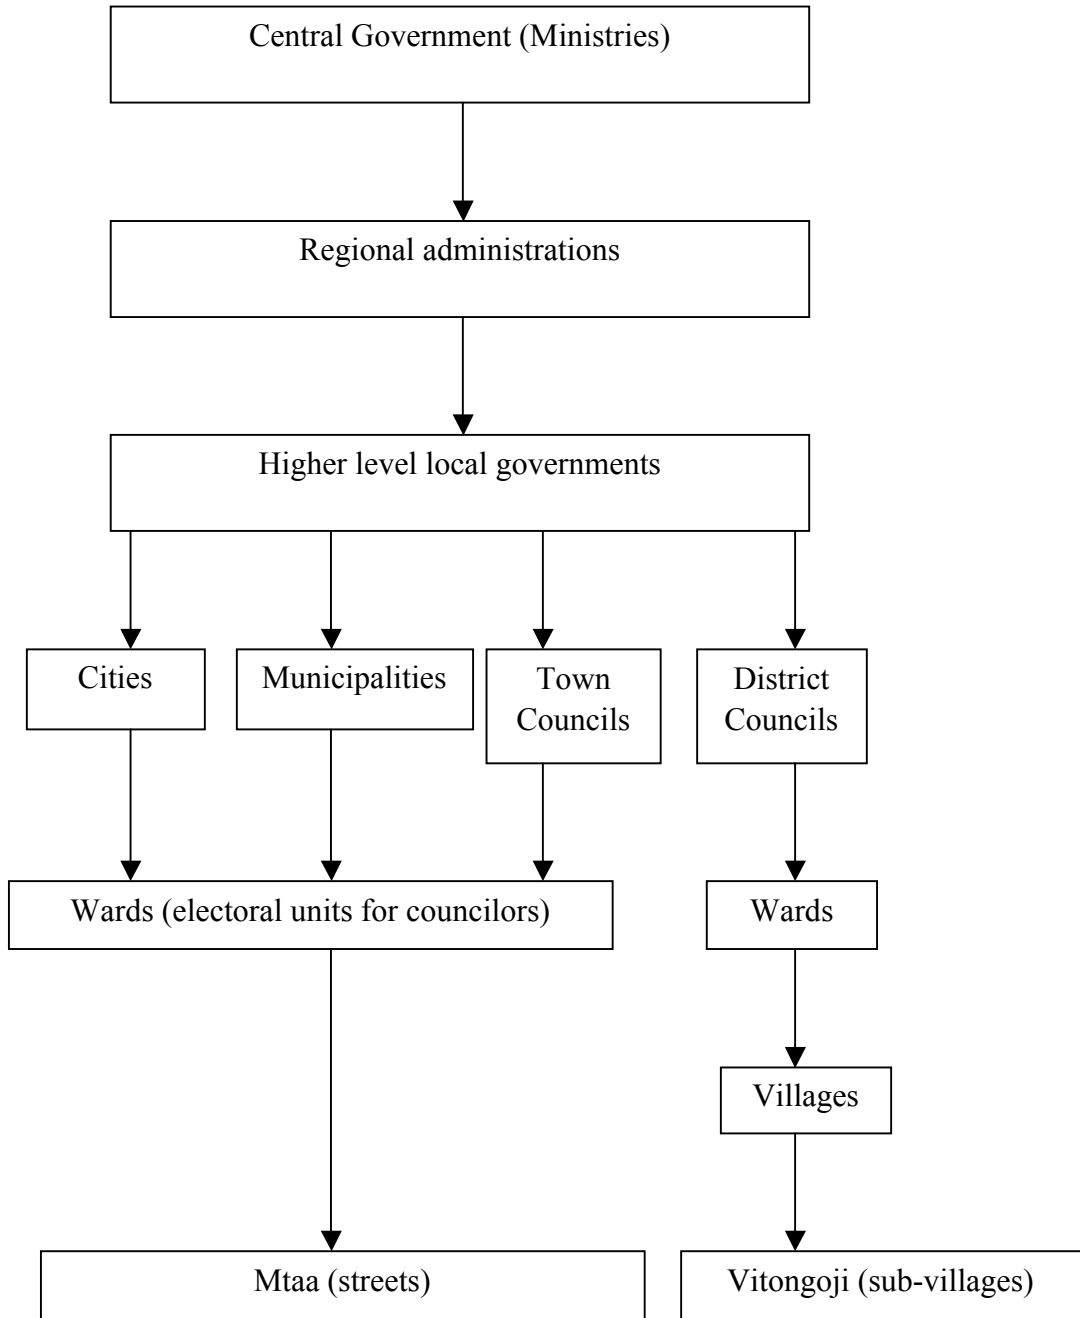 Central Government (Ministries)
Regional administrations
Higher level local governments
Cities
Municipalities
Town
Councils
District
Councils
Wards (electoral units for councilors)
Wards
Villages
Mtaa (streets)
Vitongoji (sub-villages)